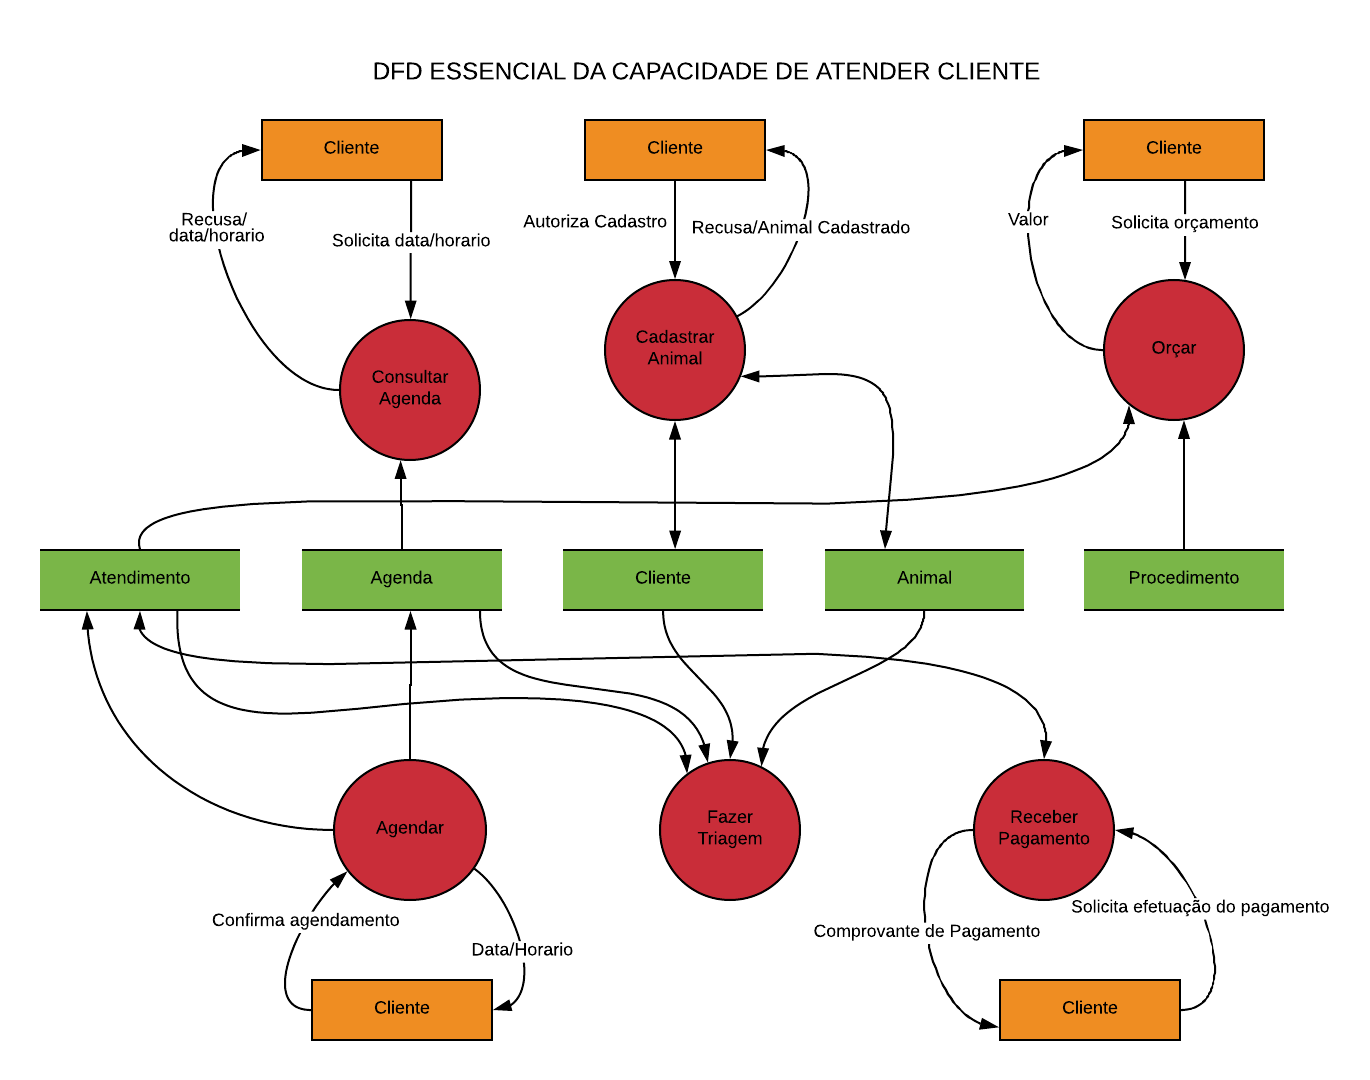 DFD ESSENCIAL DA CAPACIDADE DE ATENDER CLIENTE
Cliente
Cliente
Cliente
Recusa/
data/horario
Solicita data/horario
Autoriza Cadastro
Recusa/Animal Cadastrado
Valor
Solicita orçamento
Consultar
Agenda
Cadastrar
Animal
Orçar
Atendimento
Agenda
Cliente
Animal
Procedimento
Agendar
Fazer
Triagem
Receber
Pagamento
Confirma agendamento
Data/Horario
Comprovante de Pagamento
Solicita efetuação do pagamento
Cliente
Cliente